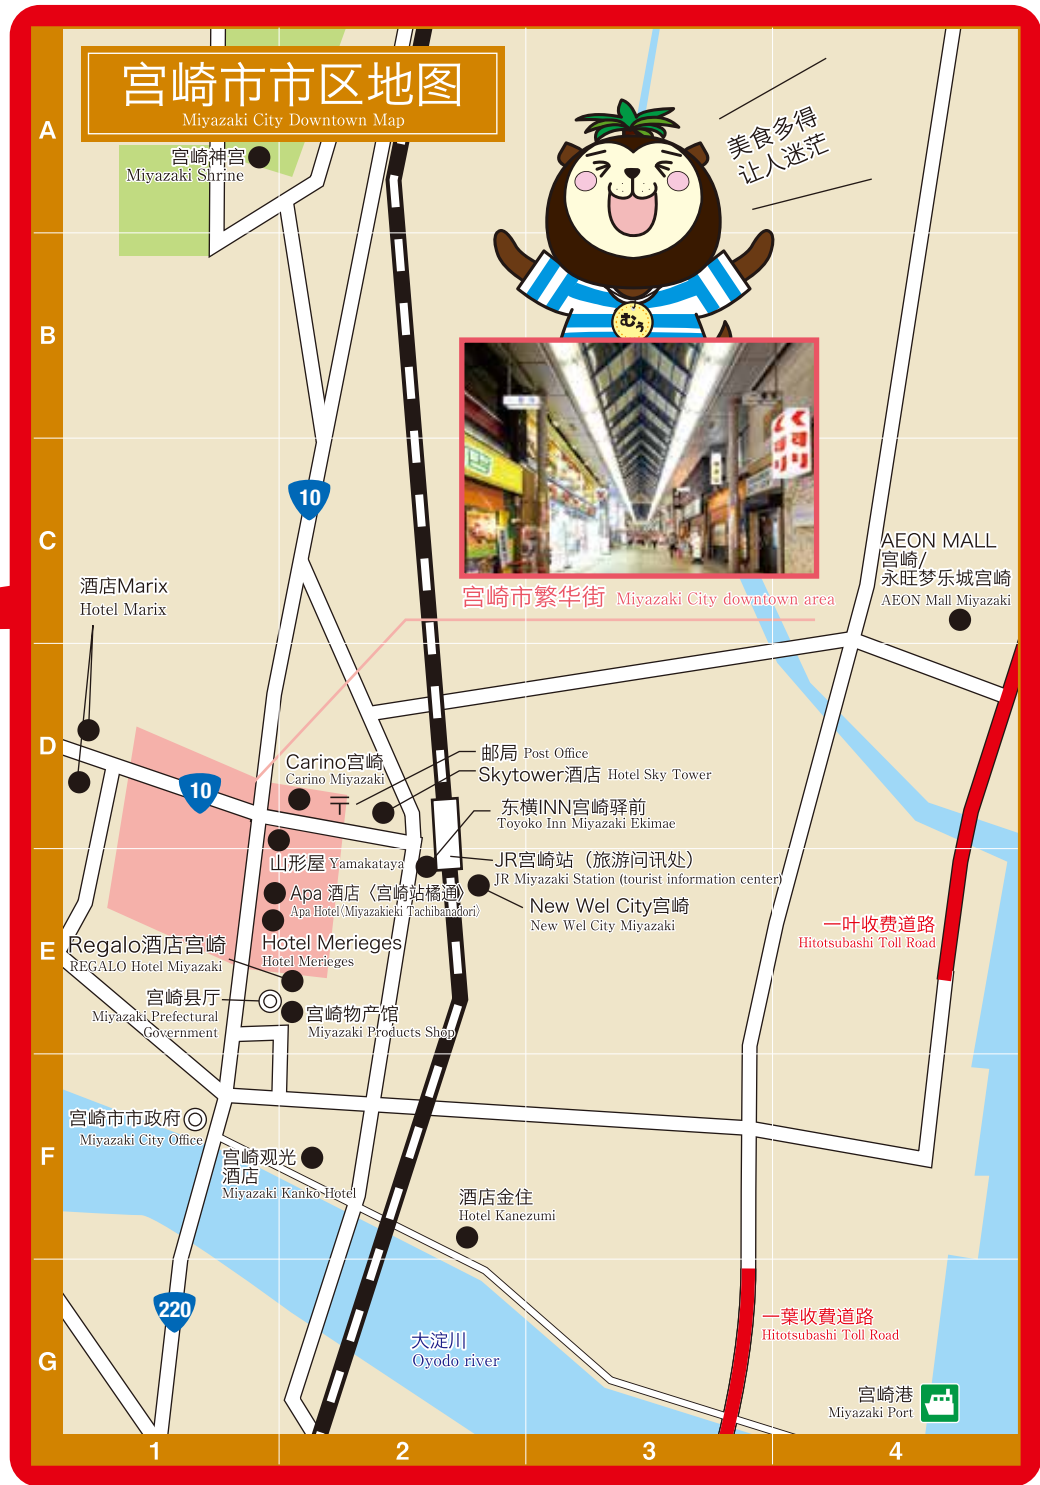 宫崎市市区地图
Miyazaki City Downtown Map
A
宫崎神宫
Miyazaki Shrine
美食多得
让人迷茫
B
むぅ
くすり
くすり
C
10
AEON MALL
宫崎/
永旺梦乐城宫崎
AEON Mall Miyazaki
酒店Marix
Hotel Marix
宫崎市繁华街 Miyazaki City downtown area
D
邮局 Post Office
Carino宫崎
Carino Miyazaki
Skytower酒店 Hotel Sky Tower
10
〒
东横INN宫崎驿前
Toyoko Inn Miyazaki Ekimae
山形屋 Yamakataya
JR宫崎站（旅游问讯处）
JR Miyazaki Station (tourist information center)
Apa 酒店〈宫崎站橘通〉
Apa Hotel〈Miyazakieki Tachibanadori〉
New Wel City宫崎
New Wel City Miyazaki
一叶收费道路
Hitotsubashi Toll Road
E
Regalo酒店宫崎
REGALO Hotel Miyazaki
Hotel Merieges
Hotel Merieges
宫崎县厅
Miyazaki Prefectural
Government
宫崎物产馆
Miyazaki Products Shop
宫崎市市政府
Miyazaki City Office
F
宫崎观光
酒店
Miyazaki Kanko Hotel
酒店金住
Hotel Kanezumi
220
一葉收費道路
Hitotsubashi Toll Road
大淀川
Oyodo river
G
宫崎港
Miyazaki Port
1
2
3
4